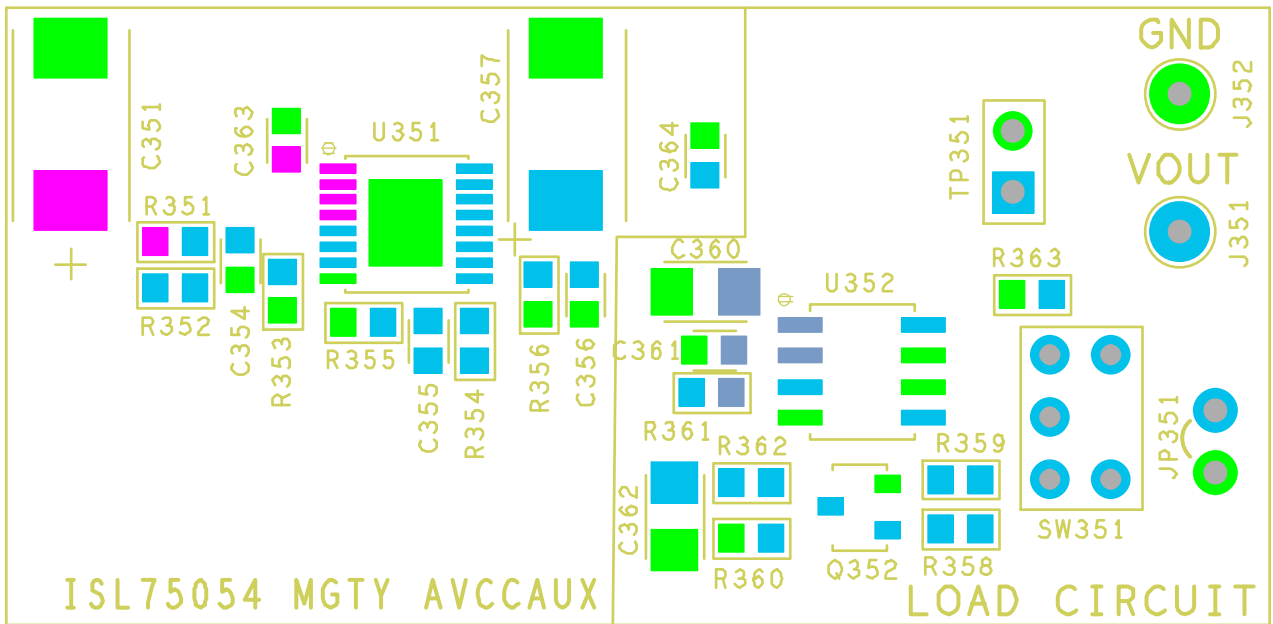 GND
J352
C357
C351
C363
U351
C364
TP351
VOUT
J351
R351
C360
R363
U352
R352
C354
R353
R355
C355
R354
R356
C356
C361
R361
R362
R359
JP351
C362
SW351
R360
Q352
R358
ISL75054 MGTY AVCCAUX
LOAD CIRCUIT